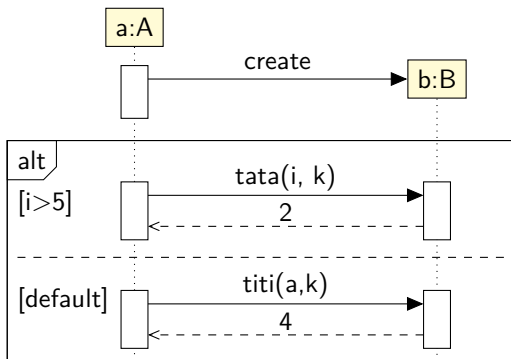 a:A
create
b:B
alt
[i>5]
tata(i, k)
2
[default]
titi(a,k)
4